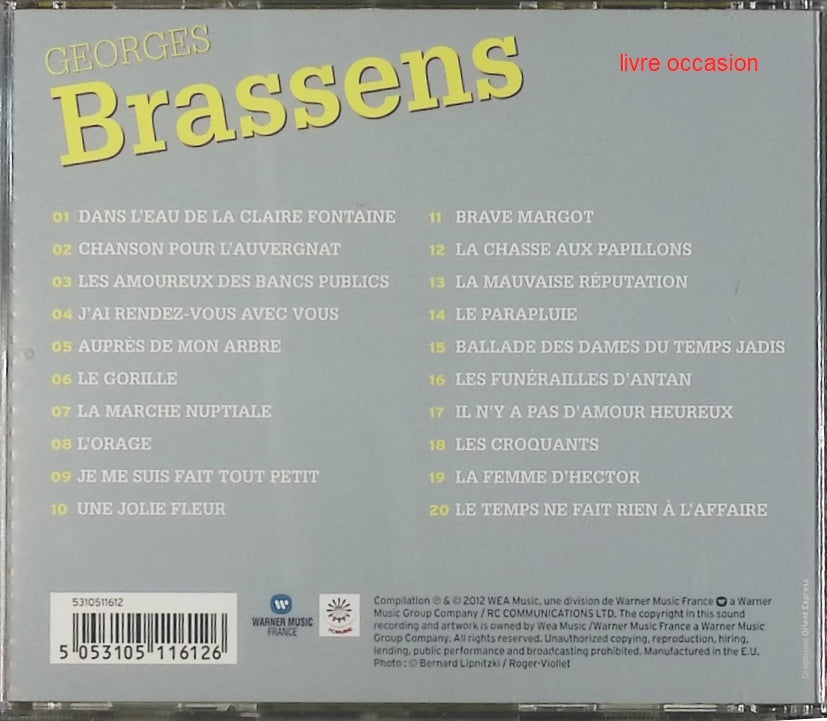 GEORGES
Brassens
livre occasion
01 DANS L'EAU DE LA CLAIRE FONTAINE
02 CHANSON POUR L'AUVERGNAT
03 LES AMOUREUX DES BANCS PUBLICS
04 J'AI RENDEZ-VOUS AVEC VOUS
05 AUPRÈS DE MON ARBRE
06 LE GORILLE
07 LA MARCHE NUPTIALE
08 L'ORAGE
09 JE ME SUIS FAIT TOUT PETIT
10 UNE JOLIE FLEUR
11 BRAVE MARGOT
12 LA CHASSE AUX PAPILLONS
13 LA MAUVAISE RÉPUTATION
14 LE PARAPLUIE
15 BALLADE DES DAMES DU TEMPS JADIS
16 LES FUNÉRAILLES D'ANTAN
17 IL N'Y A PAS D'AMOUR HEUREUX
18 LES CROQUANTS
19 LA FEMME D'HECTOR
20 LE TEMPS NE FAIT RIEN À L'AFFAIRE
5310511612
5 053105 116126
WARNER MUSIC
FRANCE
RCMUSIC
Compilation ℗ & © 2012 WEA Music, une division de Warner Music France a Warner
Music Group Company / RC COMMUNICATIONS LTD. The copyright in this sound
recording and artwork is owned by Wea Music /Warner Music France a Warner Music
Group Company. All rights reserved. Unauthorized copying, reproduction, hiring,
lending, public performance and broadcasting prohibited. Manufactured in the E.U.
Photo : © Bernard Lipnitzki / Roger-Viollet
Graphisme Orient Express